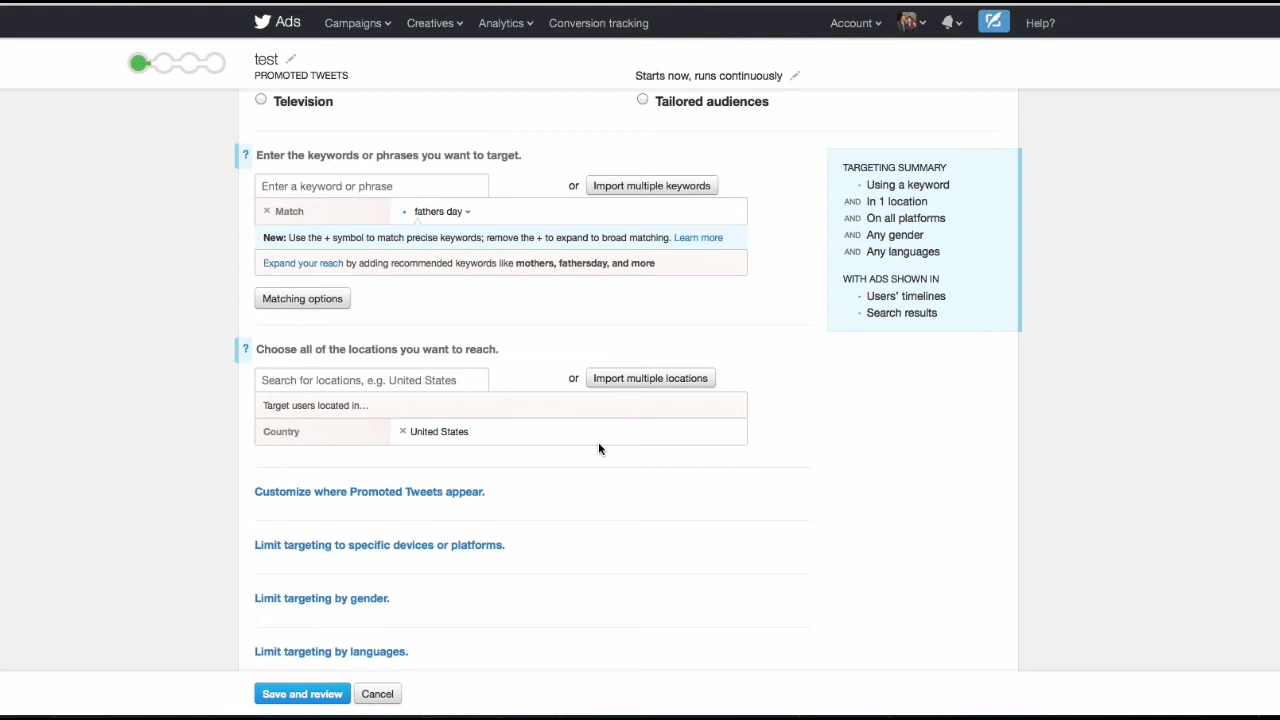 Ads Campaigns Creatives Analytics Conversion tracking Account Help?
test
PROMOTED TWEETS
Starts now, runs continuously
Television
Tailored audiences
? Enter the keywords or phrases you want to target.
Enter a keyword or phrase
or Import multiple keywords
× Match
• fathers day
New: Use the + symbol to match precise keywords; remove the + to expand to broad matching. Learn more
Expand your reach by adding recommended keywords like mothers, fathersday, and more
Matching options
? Choose all of the locations you want to reach.
Search for locations, e.g. United States
or Import multiple locations
Target users located in...
Country
× United States
Customize where Promoted Tweets appear.
Limit targeting to specific devices or platforms.
Limit targeting by gender.
Limit targeting by languages.
Save and review Cancel
TARGETING SUMMARY
· Using a keyword
AND In 1 location
AND On all platforms
AND Any gender
AND Any languages
WITH ADS SHOWN IN
· Users' timelines
· Search results